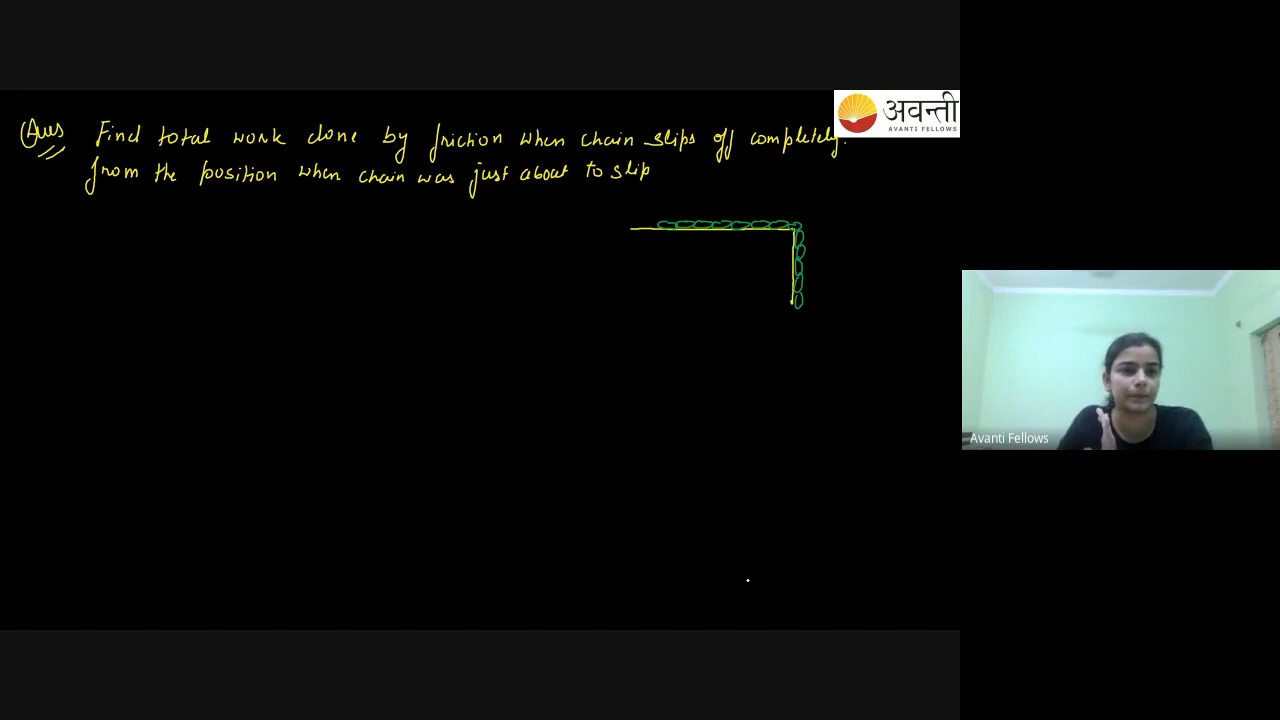 Ques Find total work done by friction when chain slips off completely.
from the position when chain was just about to slip
अवन्ती
AVANTI FELLOWS
Avanti Fellows